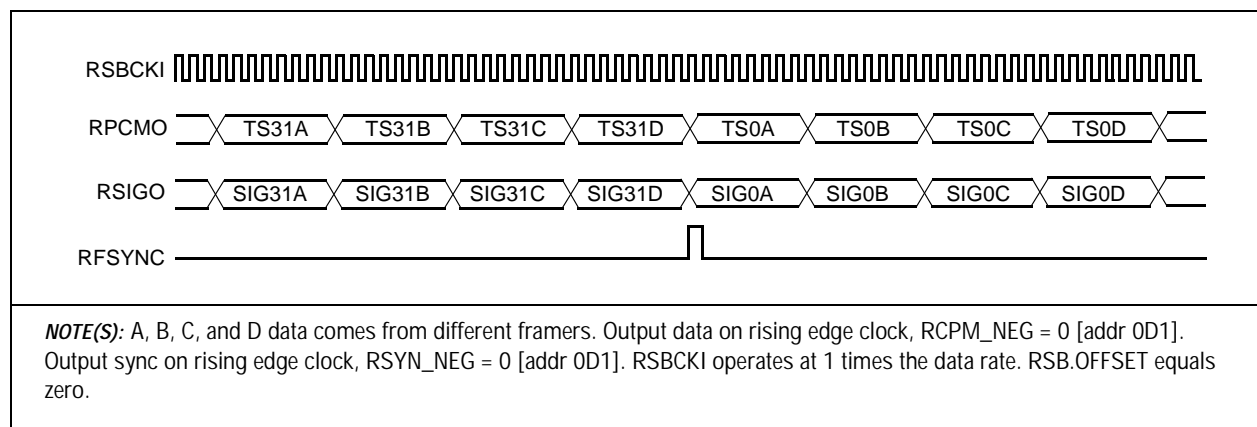 RSBCKI
RPCMO TS31A TS31B TS31C TS31D TS0A TS0B TS0C TS0D
RSIGO SIG31A SIG31B SIG31C SIG31D SIG0A SIG0B SIG0C SIG0D
RFSYNC
NOTE(S): A, B, C, and D data comes from different framers. Output data on rising edge clock, RCPM_NEG = 0 [addr 0D1].
Output sync on rising edge clock, RSYN_NEG = 0 [addr 0D1]. RSBCKI operates at 1 times the data rate. RSB.OFFSET equals
zero.